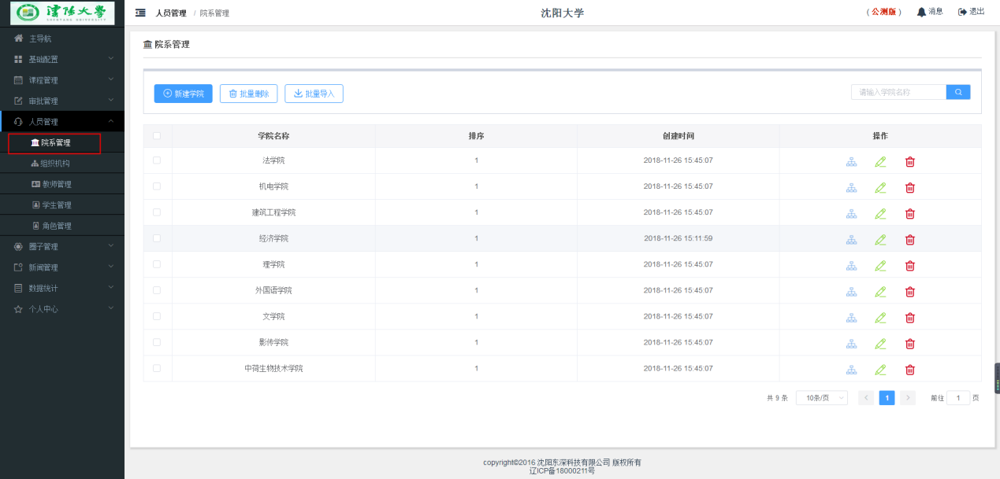 沈阳大学
SHENYANG UNIVERSITY
人员管理 / 院系管理
沈阳大学
（公测版） 消息 退出
主导航
基础配置
课程管理
审批管理
人员管理
院系管理
组织机构
教师管理
学生管理
角色管理
圈子管理
新闻管理
数据统计
个人中心
院系管理
新建学院 批量删除 批量导入 请输入学院名称
学院名称 排序 创建时间 操作
法学院 1 2018-11-26 15:45:07
机电学院 1 2018-11-26 15:45:07
建筑工程学院 1 2018-11-26 15:45:07
经济学院 1 2018-11-26 15:11:59
理学院 1 2018-11-26 15:45:07
外国语学院 1 2018-11-26 15:45:07
文学院 1 2018-11-26 15:45:07
影传学院 1 2018-11-26 15:45:07
中荷生物技术学院 1 2018-11-26 15:45:07
共 9 条 10条/页 1 前往 1 页
copyright©2016 沈阳东深科技有限公司 版权所有
辽ICP备18000211号